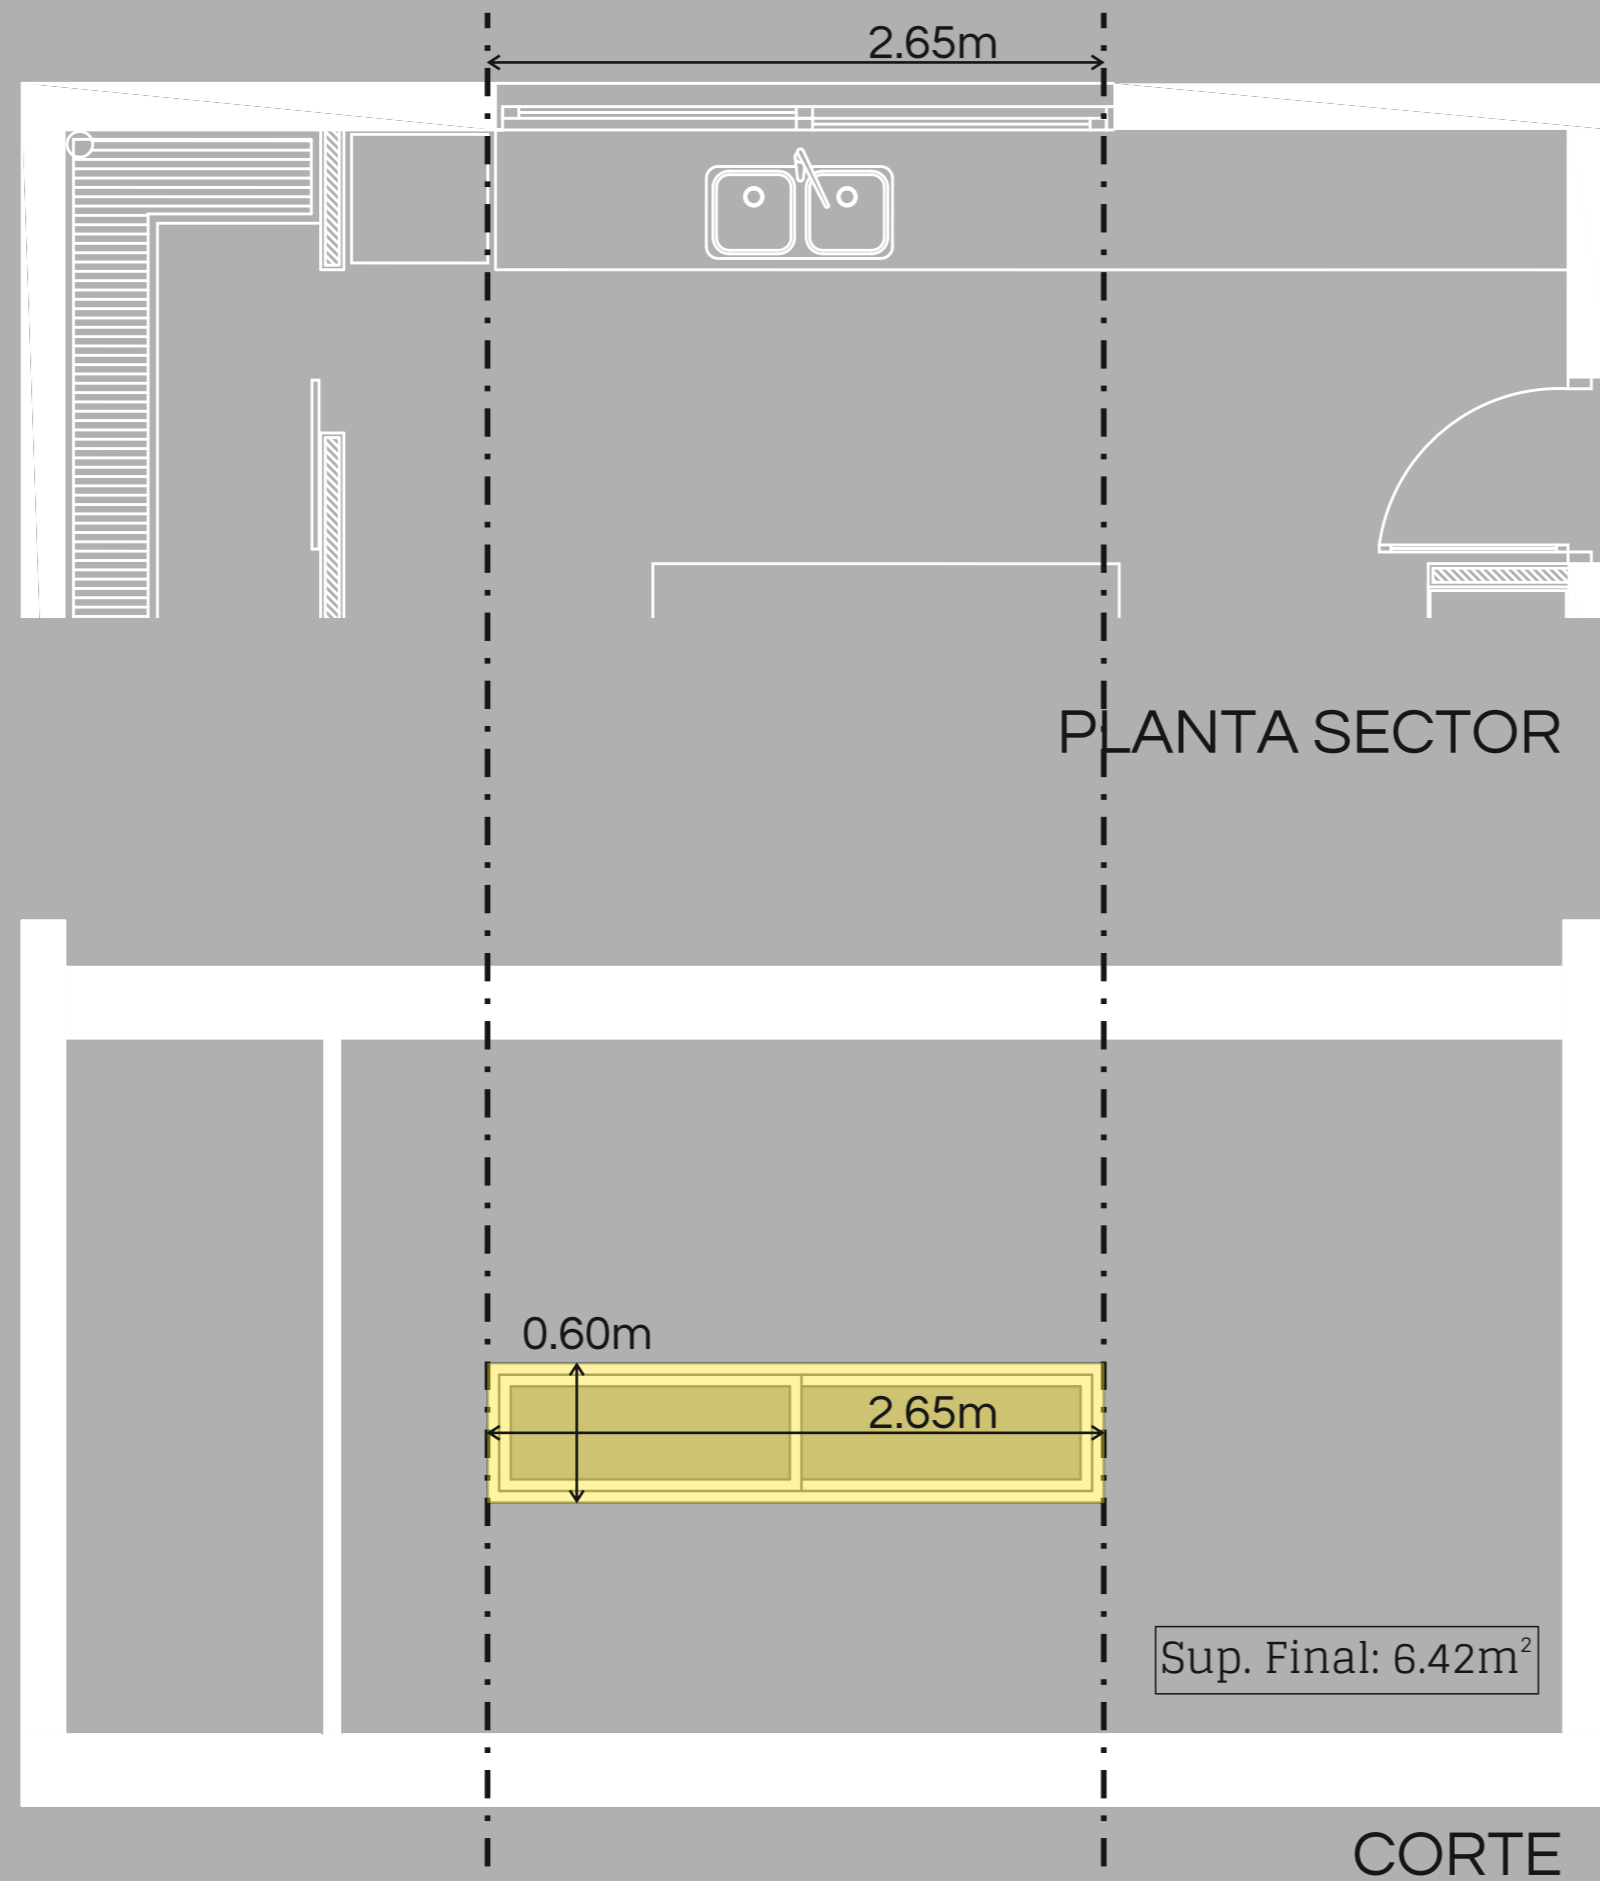 2.65m
PLANTA SECTOR
0.60m
2.65m
Sup. Final: 6.42m²
CORTE